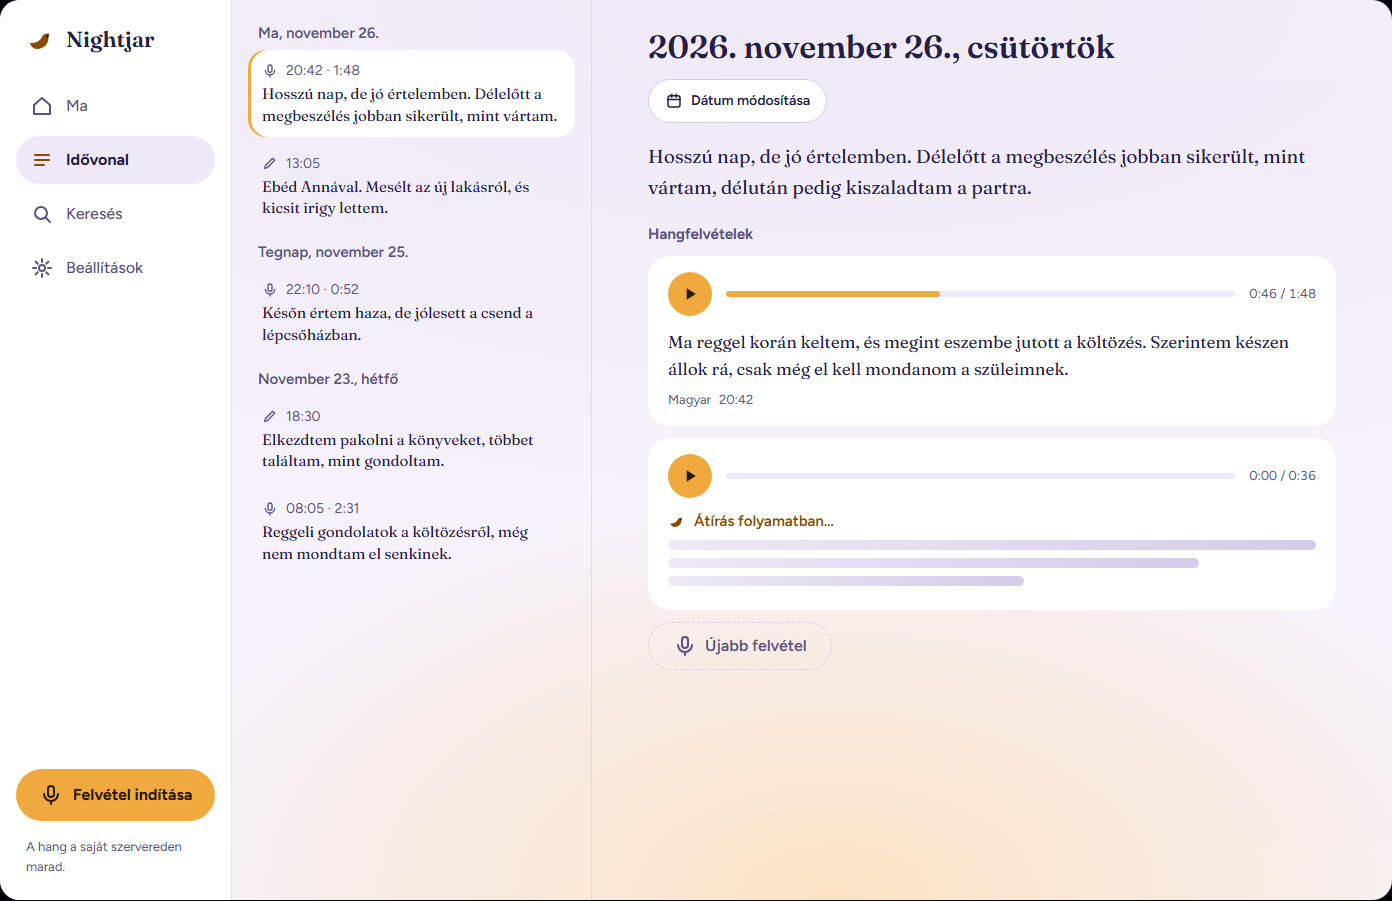 Nightjar
Ma
Idővonal
Keresés
Beállítások
Felvétel indítása
A hang a saját szervereden
marad.
Ma, november 26.
20:42 · 1:48
Hosszú nap, de jó értelemben. Délelőtt a
megbeszélés jobban sikerült, mint vártam.
13:05
Ebéd Annával. Mesélt az új lakásról, és
kicsit irigy lettem.
Tegnap, november 25.
22:10 · 0:52
Későn értem haza, de jólesett a csend a
lépcsőházban.
November 23., hétfő
18:30
Elkezdtem pakolni a könyveket, többet
találtam, mint gondoltam.
08:05 · 2:31
Reggeli gondolatok a költözésről, még
nem mondtam el senkinek.
2026. november 26., csütörtök
Dátum módosítása
Hosszú nap, de jó értelemben. Délelőtt a megbeszélés jobban sikerült, mint
vártam, délután pedig kiszaladtam a partra.
Hangfelvételek
0:46 / 1:48
Ma reggel korán keltem, és megint eszembe jutott a költözés. Szerintem készen
állok rá, csak még el kell mondanom a szüleimnek.
Magyar 20:42
0:00 / 0:36
Átírás folyamatban…
Újabb felvétel